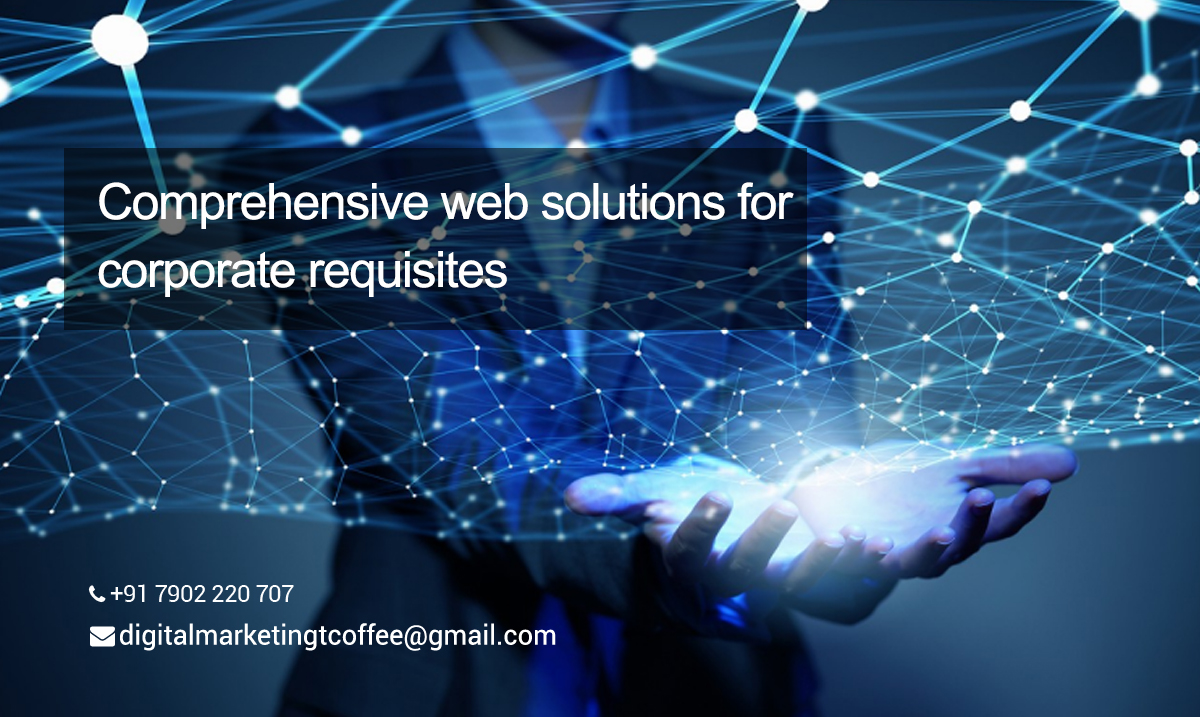 Comprehensive web solutions for
corporate requisites
+91 7902 220 707
digitalmarketingtcoffee@gmail.com